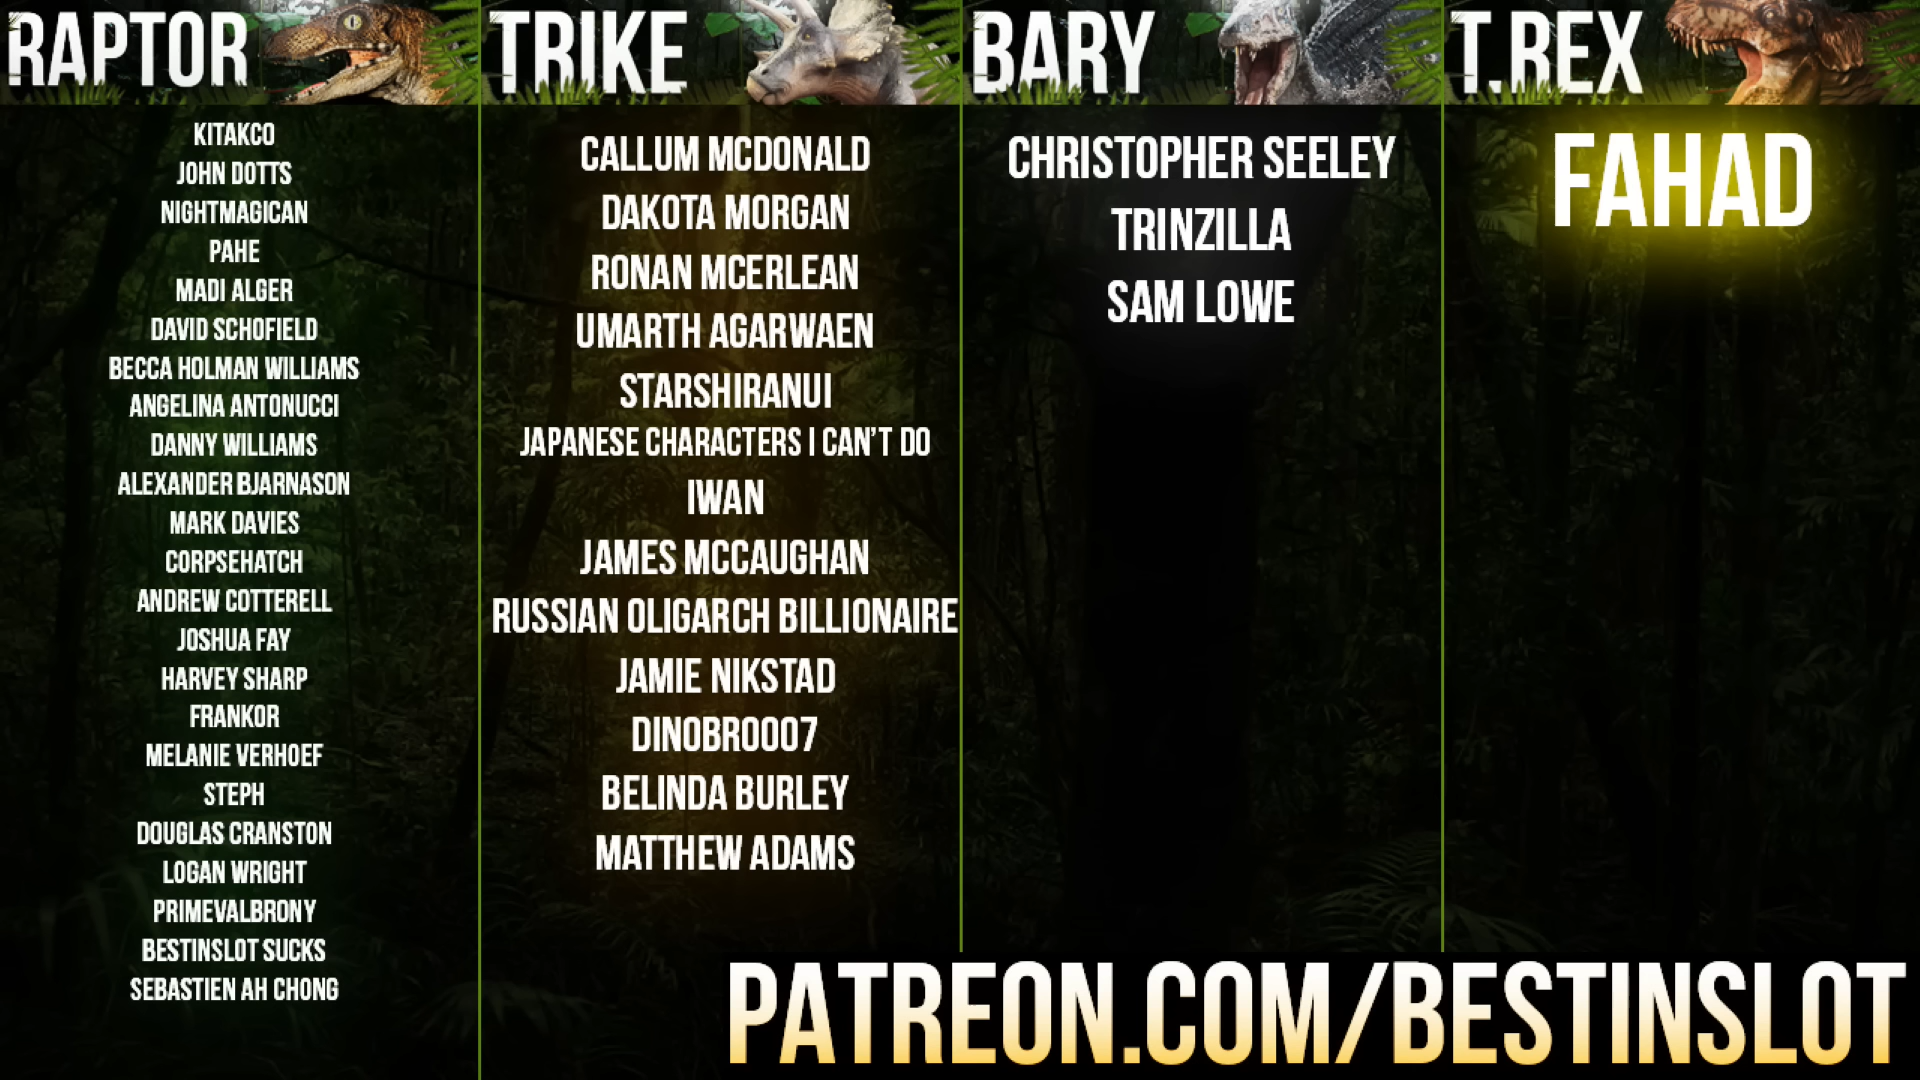 RAPTOR
KITAKCO
JOHN DOTTS
NIGHTMAGICAN
PAHE
MADI ALGER
DAVID SCHOFIELD
BECCA HOLMAN WILLIAMS
ANGELINA ANTONUCCI
DANNY WILLIAMS
ALEXANDER BJARNASON
MARK DAVIES
CORPSEHATCH
ANDREW COTTERELL
JOSHUA FAY
HARVEY SHARP
FRANKOR
MELANIE VERHOEF
STEPH
DOUGLAS CRANSTON
LOGAN WRIGHT
PRIMEVALBRONY
BESTINSLOT SUCKS
SEBASTIEN AH CHONG
TRIKE
CALLUM MCDONALD
DAKOTA MORGAN
RONAN MCERLEAN
UMARTH AGARWAEN
STARSHIRANUI
JAPANESE CHARACTERS I CAN'T DO
IWAN
JAMES MCCAUGHAN
RUSSIAN OLIGARCH BILLIONAIRE
JAMIE NIKSTAD
DINOBRO007
BELINDA BURLEY
MATTHEW ADAMS
BARY
CHRISTOPHER SEELEY
TRINZILLA
SAM LOWE
T.REX
FAHAD
PATREON.COM/BESTINSLOT